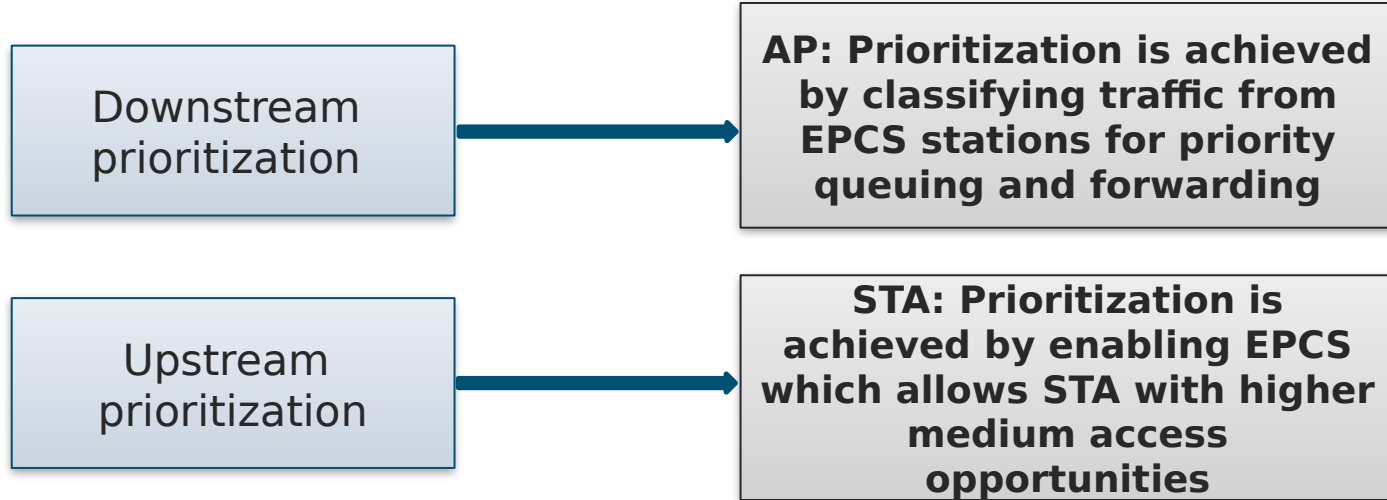 Downstream
prioritization
AP: Prioritization is achieved
by classifying traffic from
EPCS stations for priority
queuing and forwarding
Upstream
prioritization
STA: Prioritization is
achieved by enabling EPCS
which allows STA with higher
medium access
opportunities